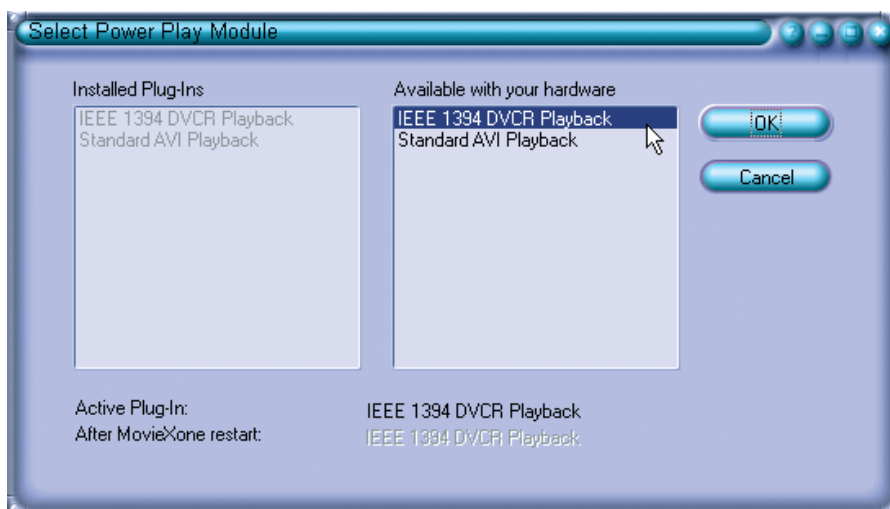 Select Power Play Module
?
Installed Plug-Ins
IEEE 1394 DVCR Playback
Standard AVI Playback
Available with your hardware
IEEE 1394 DVCR Playback
Standard AVI Playback
OK
Cancel
Active Plug-In: IEEE 1394 DVCR Playback
After MovieXone restart: IEEE 1394 DVCR Playback